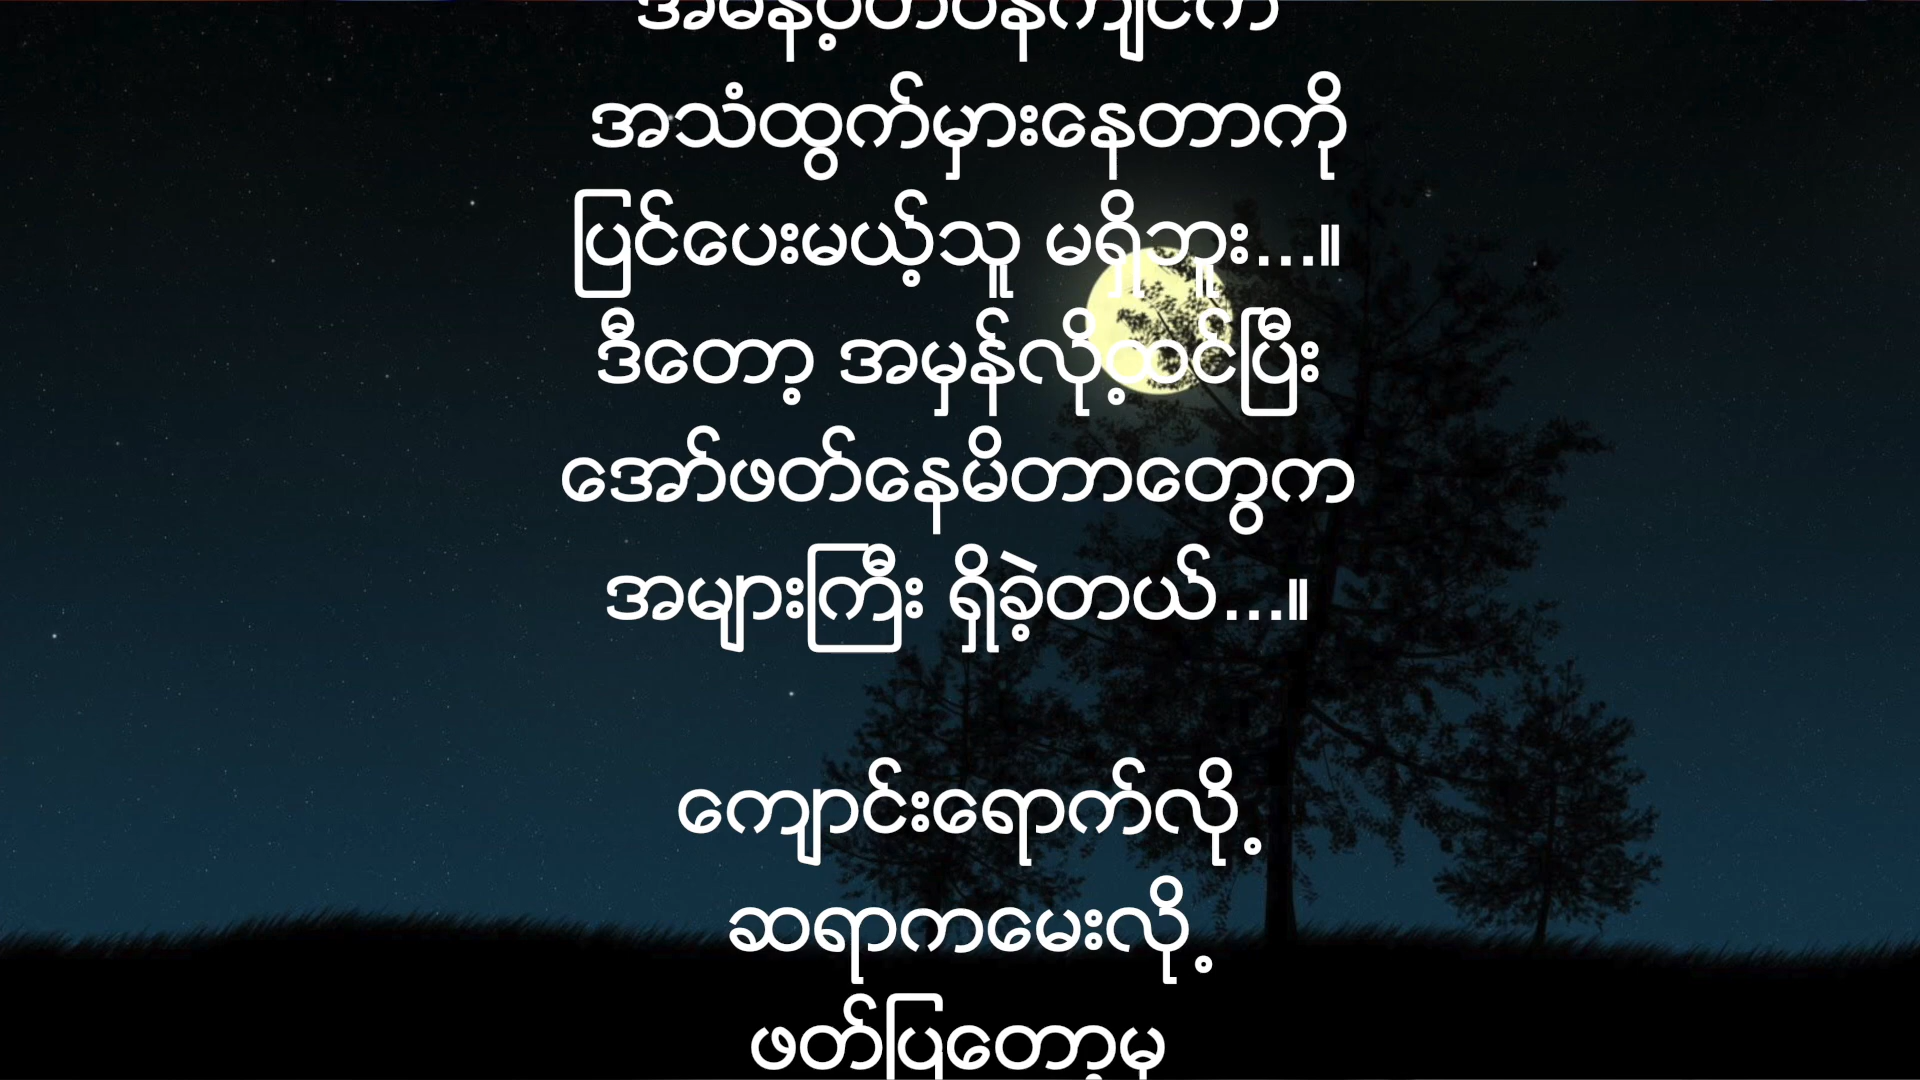 အသံထွက်မှားနေတာကို
ပြင်ပေးမယ့်သူ မရှိဘူး...။
ဒီတော့ အမှန်လို့ထင်ပြီး
အော်ဖတ်နေမိတာတွေက
အများကြီး ရှိခဲ့တယ်...။
ကျောင်းရောက်လို့
ဆရာကမေးလို့
ဖတ်ပြတော့မှ